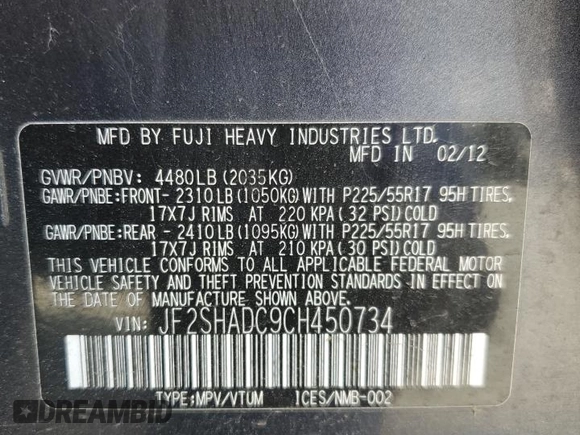 MFD BY FUJI HEAVY INDUSTRIES LTD.
MFD IN 02/12
GVWR/PNBV: 4480LB(2035KG)
GAWR/PNBE:FRONT-2310LB(1050KG)WITH P225/55R17 95H TIRES,
17X7J RIMS AT 220 KPA(32 PSI)COLD
GAWR/PNBE:REAR -2410LB(1095KG)WITH P225/55R17 95H TIRES,
17X7J RIMS AT 210 KPA(30 PSI)COLD
THIS VEHICLE CONFORMS TO ALL APPLICABLE FEDERAL MOTOR
VEHICLE SAFETY AND THEFT PREVENTION STANDARDS IN EFFECT ON
THE DATE OF MANUFACTURE SHOWN ABOVE.
VIN: JF2SHADC9CH450734
TYPE:MPV/VTUM ICES/NMB-002
DREAMBID